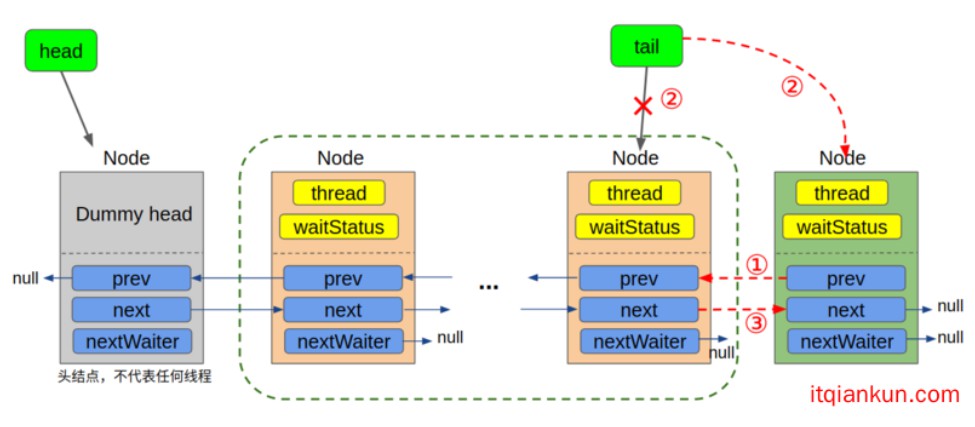 head
tail
②
②
Node
Node
Node
Node
Dummy head
thread
thread
thread
waitStatus
waitStatus
waitStatus
null
prev
prev
prev
①
prev
next
next
...
next
③
next
null
nextWaiter
nextWaiter
null
nextWaiter
null
nextWaiter
null
头结点，不代表任何线程
itqiankun.com